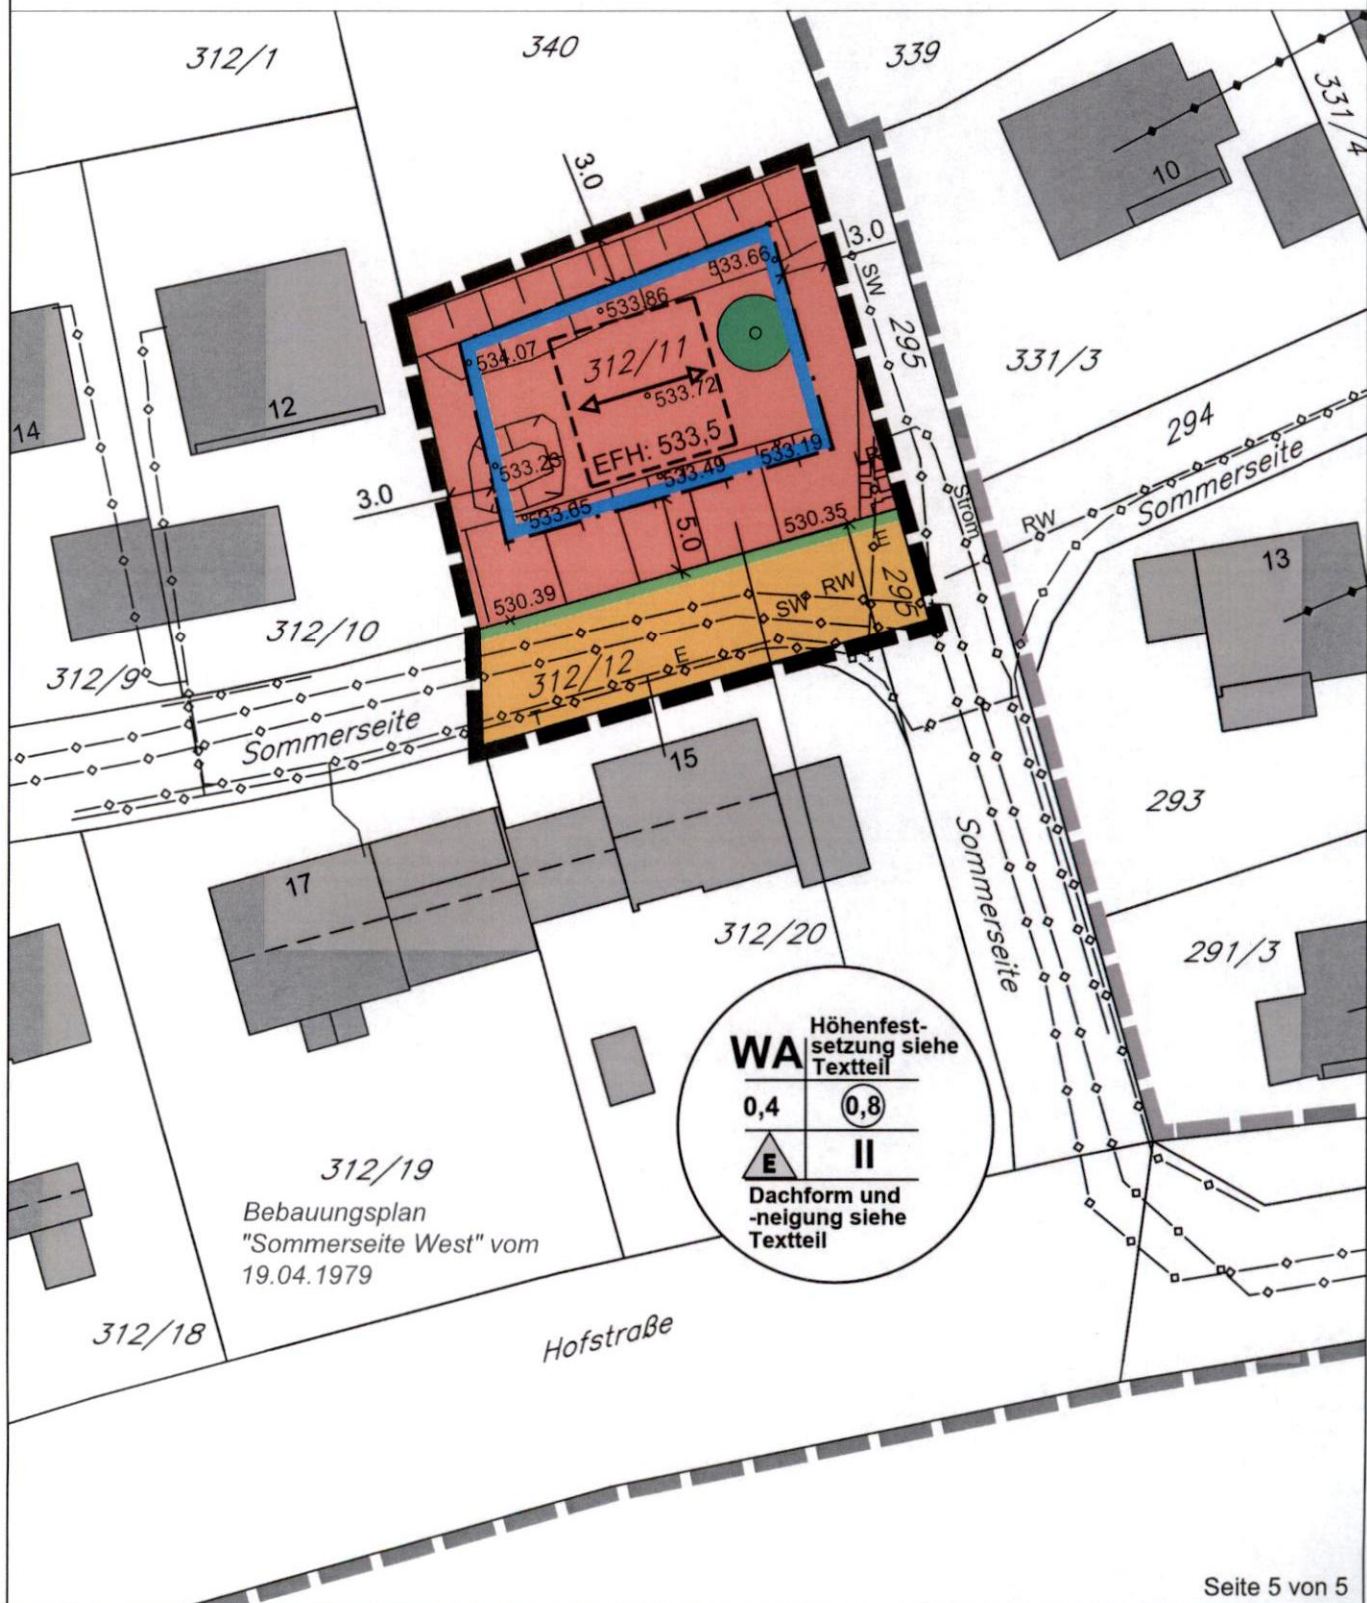 312/1
340
339
331/4
3.0
10
3.0
533.66
SW
295
°533.86
534.07
312/11
°533.72
331/3
14
12
294
EFH: 533,5
533.19
°533.49
°533.23
3.0
Sommerseite
Strom
RW
°533.65
5.0
530.35
E
13
295
530.39
RW
SW
312/10
312/9
E
312/12
T
Sommerseite
15
293
17
Sommerseite
312/20
291/3
WA
Höhenfest-
setzung siehe
Textteil
0,4
0,8
E
II
Dachform und
-neigung siehe
Textteil
312/19
Bebauungsplan
"Sommerseite West" vom
19.04.1979
312/18
Hofstraße
Seite 5 von 5